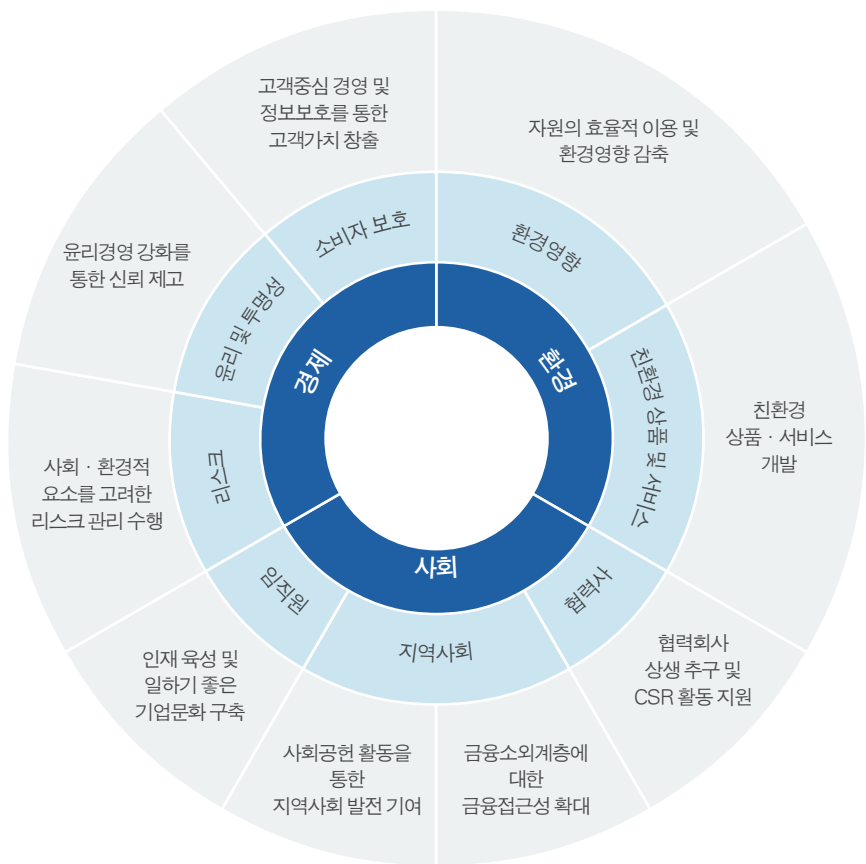 경제
환경
사회
소비자 보호
환경영향
친환경 상품 및 서비스
협력사
지역사회
임직원
리스크
윤리 및 투명성
고객중심 경영 및
정보보호를 통한
고객가치 창출
자원의 효율적 이용 및
환경영향 감축
친환경
상품 · 서비스
개발
협력회사
상생 추구 및
CSR 활동 지원
금융소외계층에
대한
금융접근성 확대
사회공헌 활동을
통한
지역사회 발전 기여
인재 육성 및
일하기 좋은
기업문화 구축
사회 · 환경적
요소를 고려한
리스크 관리 수행
윤리경영 강화를
통한 신뢰 제고